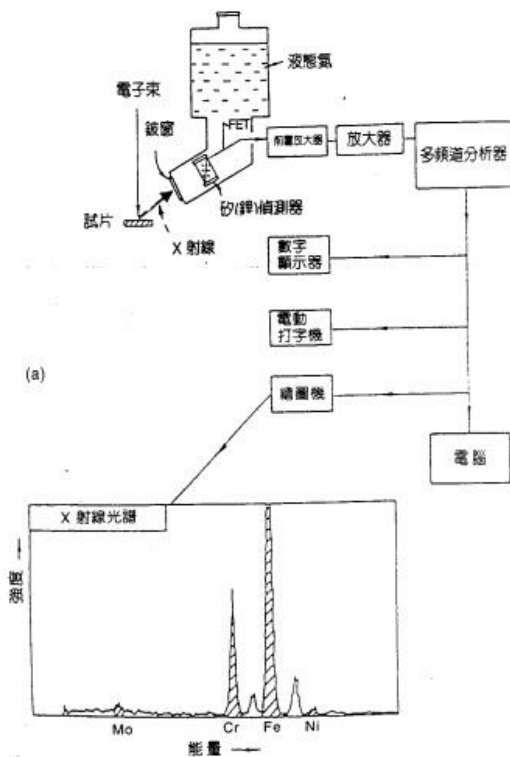 液態氮
電子束
鈹窗
FET
前置放大器
放大器
多頻道分析器
矽(鋰)偵測器
試片
X 射線
數字
顯示器
電動
打字機
(a)
繪圖機
電腦
X 射線光譜
強度
Mo
Cr
Fe
Ni
能量